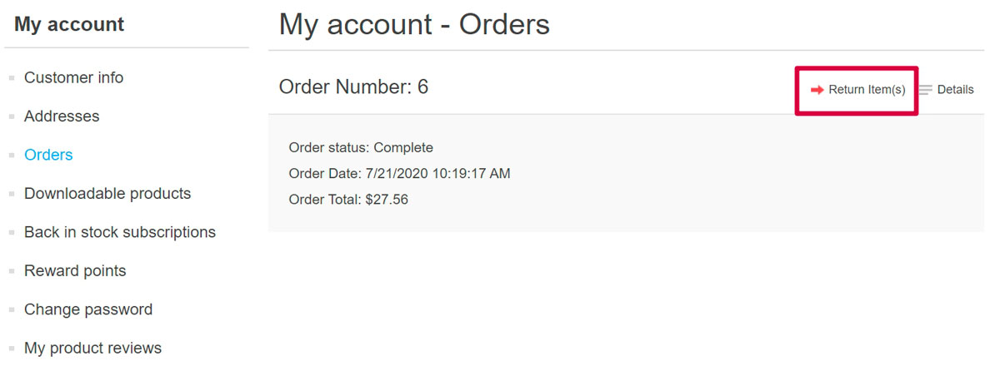 My account
Customer info
Addresses
Orders
Downloadable products
Back in stock subscriptions
Reward points
Change password
My product reviews
My account - Orders
Order Number: 6
Return Item(s)
Details
Order status: Complete
Order Date: 7/21/2020 10:19:17 AM
Order Total: $27.56